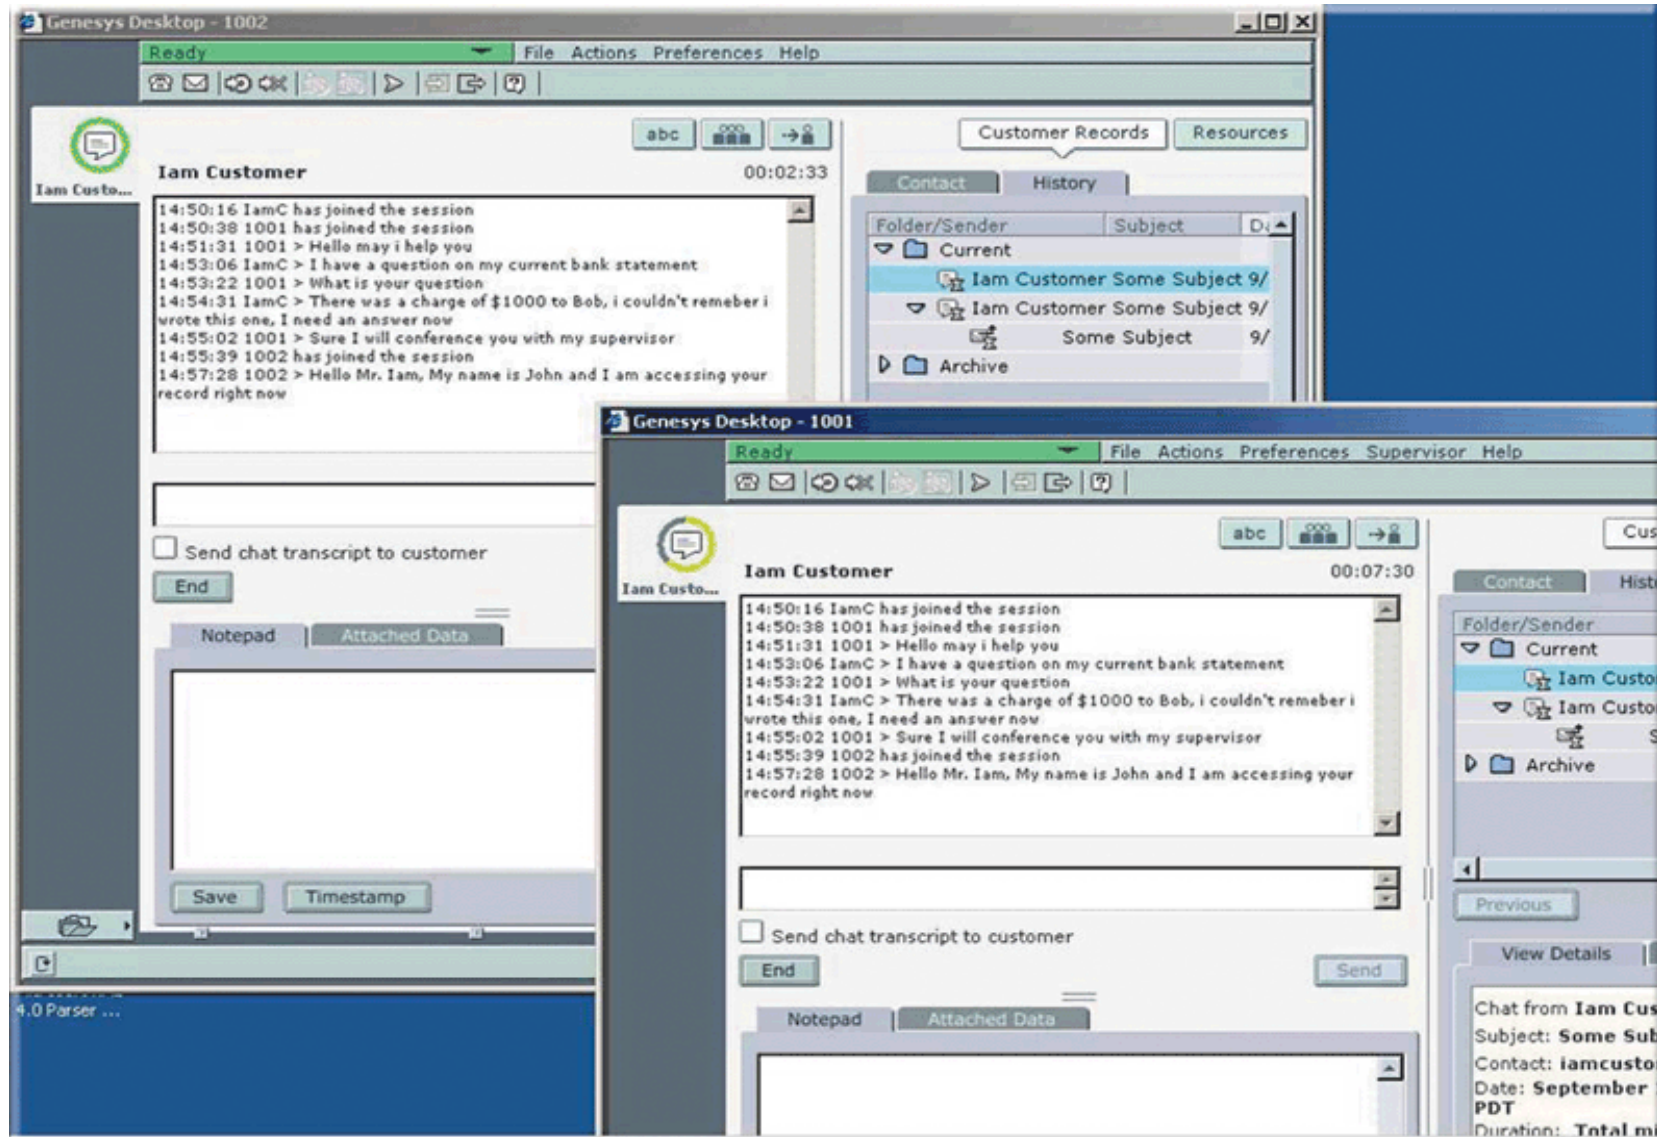 Genesys Desktop - 1002
Ready File Actions Preferences Help
abc Customer Records Resources
Iam Custo...
Iam Customer 00:02:33
Contact History
14:50:16 IamC has joined the session
14:50:38 1001 has joined the session
14:51:31 1001 > Hello may i help you
14:53:06 IamC > I have a question on my current bank statement
14:53:22 1001 > What is your question
14:54:31 IamC > There was a charge of $1000 to Bob, i couldn't remeber i
wrote this one, I need an answer now
14:55:02 1001 > Sure I will conference you with my supervisor
14:55:39 1002 has joined the session
14:57:28 1002 > Hello Mr. Iam, My name is John and I am accessing your
record right now
Folder/Sender Subject
Current
Iam Customer Some Subject 9/
Iam Customer Some Subject 9/
Some Subject 9/
Archive
Send chat transcript to customer
End
Notepad Attached Data
Save Timestamp
4.0 Parser ...
Genesys Desktop - 1001
Ready File Actions Preferences Supervisor Help
abc Cus
Iam Custo...
Iam Customer 00:07:30
Contact Hist
14:50:16 IamC has joined the session
14:50:38 1001 has joined the session
14:51:31 1001 > Hello may i help you
14:53:06 IamC > I have a question on my current bank statement
14:53:22 1001 > What is your question
14:54:31 IamC > There was a charge of $1000 to Bob, i couldn't remeber i
wrote this one, I need an answer now
14:55:02 1001 > Sure I will conference you with my supervisor
14:55:39 1002 has joined the session
14:57:28 1002 > Hello Mr. Iam, My name is John and I am accessing your
record right now
Folder/Sender
Current
Iam Custo
Iam Custo
S
Archive
Previous
Send chat transcript to customer
End Send
Notepad Attached Data
View Details
Chat from Iam Cus
Subject: Some Sub
Contact: iamcusto
Date: September
PDT
Duration: Total mi